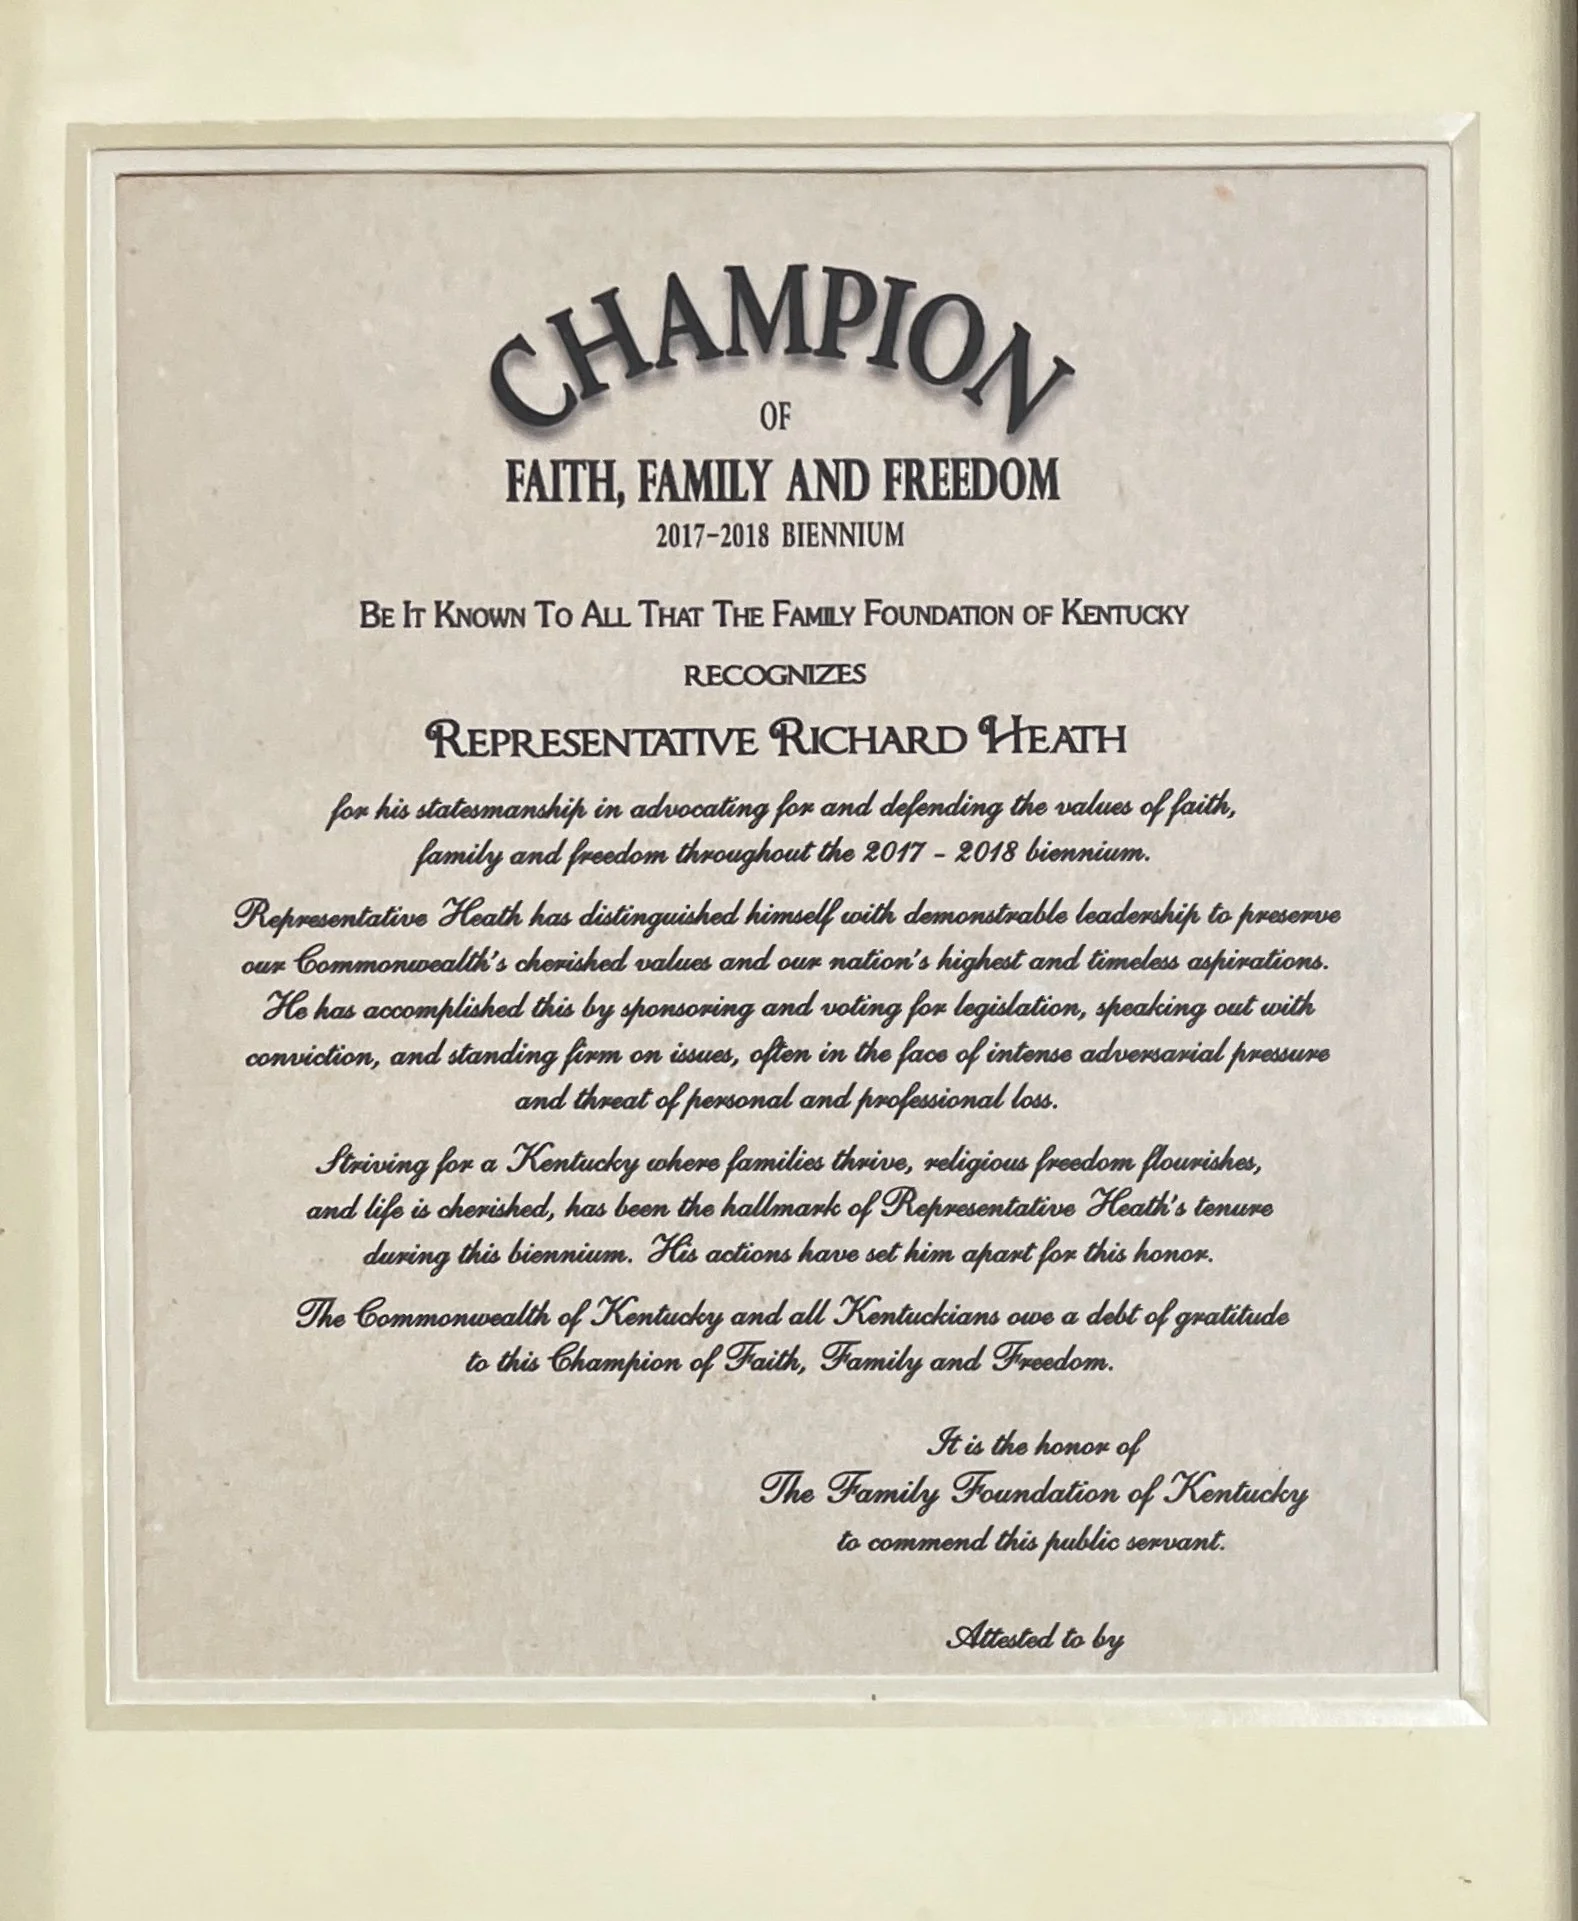 CHAMPION
OF
FAITH, FAMILY AND FREEDOM
2017-2018 BIENNIUM
BE IT KNOWN TO ALL THAT THE FAMILY FOUNDATION OF KENTUCKY
RECOGNIZES
REPRESENTATIVE RICHARD HEATH
for his statesmanship in advocating for and defending the values of faith,
family and freedom throughout the 2017 - 2018 biennium.
Representative Heath has distinguished himself with demonstrable leadership to preserve
our Commonwealth's cherished values and our nation's highest and timeless aspirations.
He has accomplished this by sponsoring and voting for legislation, speaking out with
conviction, and standing firm on issues, often in the face of intense adversarial pressure
and threat of personal and professional loss.
Striving for a Kentucky where families thrive, religious freedom flourishes,
and life is cherished, has been the hallmark of Representative Heath's tenure
during this biennium. His actions have set him apart for this honor.
The Commonwealth of Kentucky and all Kentuckians owe a debt of gratitude
to this Champion of Faith, Family and Freedom.
It is the honor of
The Family Foundation of Kentucky
to commend this public servant.
Attested to by